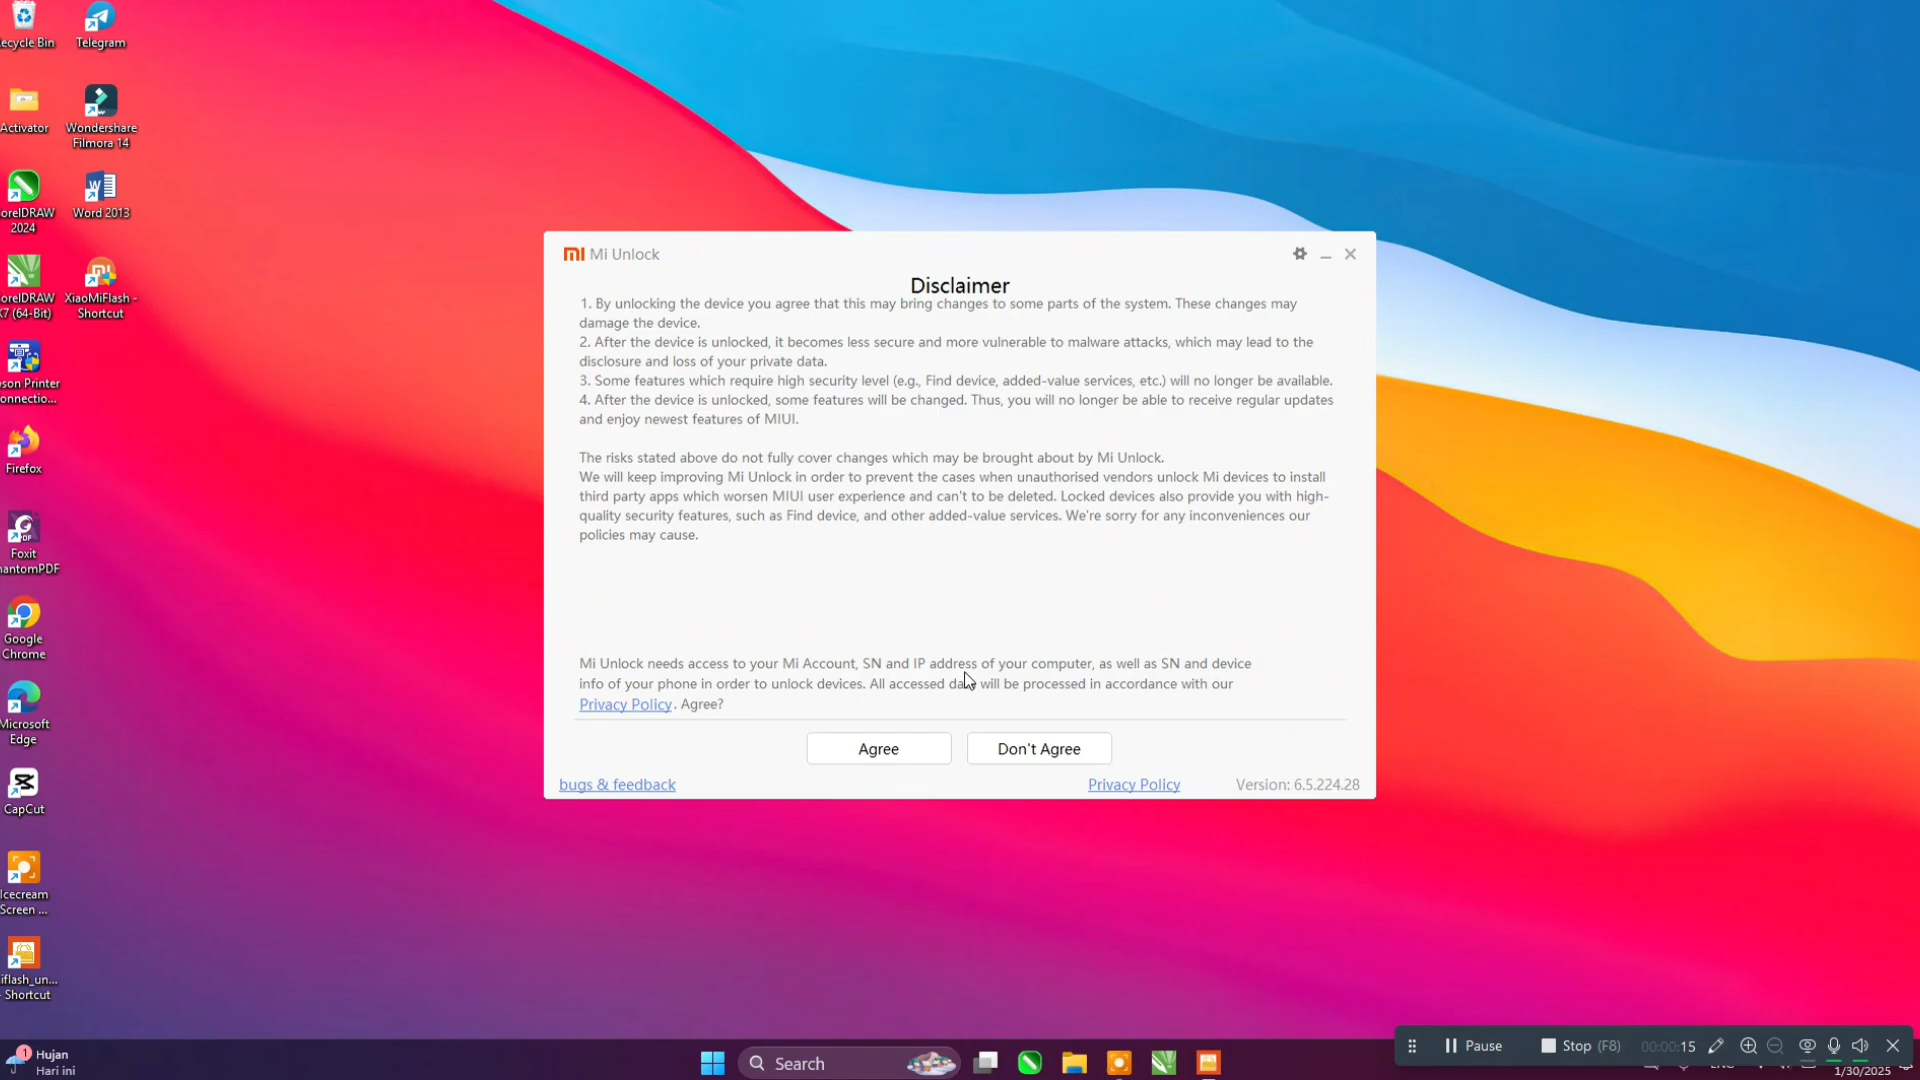 ecycle Bin
Telegram
Activator
Wondershare
Filmora 14
orelDRAW
2024
Word 2013
orelDRAW
X7 (64-Bit)
XiaoMiFlash -
Shortcut
pson Printer
onnectio...
Firefox
Foxit
hantomPDF
Google
Chrome
Microsoft
Edge
CapCut
Icecream
Screen ...
iflash_un...
- Shortcut
Mi Unlock
Disclaimer
1. By unlocking the device you agree that this may bring changes to some parts of the system. These changes may
damage the device.
2. After the device is unlocked, it becomes less secure and more vulnerable to malware attacks, which may lead to the
disclosure and loss of your private data.
3. Some features which require high security level (e.g., Find device, added-value services, etc.) will no longer be available.
4. After the device is unlocked, some features will be changed. Thus, you will no longer be able to receive regular updates
and enjoy newest features of MIUI.
The risks stated above do not fully cover changes which may be brought about by Mi Unlock.
We will keep improving Mi Unlock in order to prevent the cases when unauthorised vendors unlock Mi devices to install
third party apps which worsen MIUI user experience and can't to be deleted. Locked devices also provide you with high-
quality security features, such as Find device, and other added-value services. We're sorry for any inconveniences our
policies may cause.
Mi Unlock needs access to your Mi Account, SN and IP address of your computer, as well as SN and device
info of your phone in order to unlock devices. All accessed data will be processed in accordance with our
Privacy Policy. Agree?
Agree
Don't Agree
bugs & feedback
Privacy Policy
Version: 6.5.224.28
1
Hujan
Hari ini
Search
Pause
Stop (F8)
00:00:15
1/30/2025